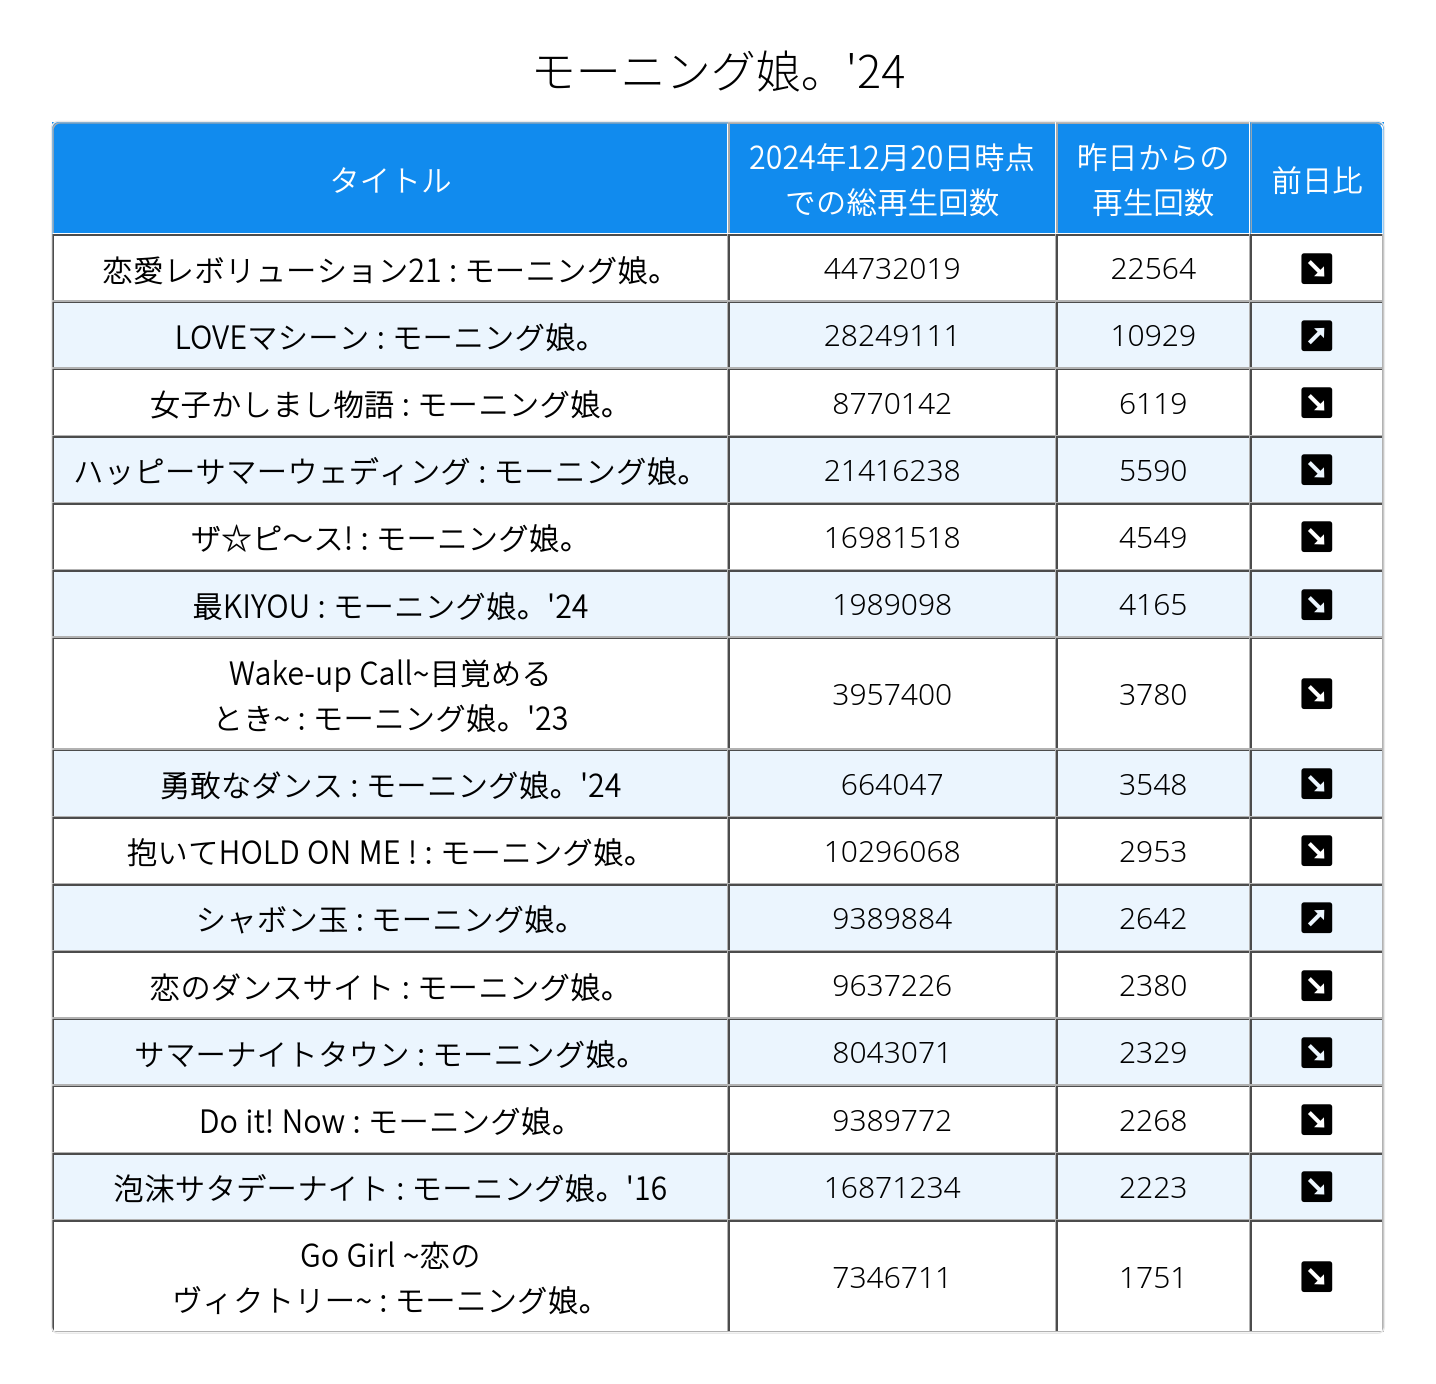 モーニング娘。'24
タイトル
2024年12月20日時点
での総再生回数
昨日からの
再生回数
前日比
恋愛レボリューション21 : モーニング娘。
44732019
22564
LOVEマシーン : モーニング娘。
28249111
10929
女子かしまし物語 : モーニング娘。
8770142
6119
ハッピーサマーウェディング : モーニング娘。
21416238
5590
ザ☆ピ〜ス! : モーニング娘。
16981518
4549
最KIYOU : モーニング娘。'24
1989098
4165
Wake-up Call~目覚める
とき~ : モーニング娘。'23
3957400
3780
勇敢なダンス : モーニング娘。'24
664047
3548
抱いてHOLD ON ME ! : モーニング娘。
10296068
2953
シャボン玉 : モーニング娘。
9389884
2642
恋のダンスサイト : モーニング娘。
9637226
2380
サマーナイトタウン : モーニング娘。
8043071
2329
Do it! Now : モーニング娘。
9389772
2268
泡沫サタデーナイト : モーニング娘。'16
16871234
2223
Go Girl ~恋の
ヴィクトリー~ : モーニング娘。
7346711
1751